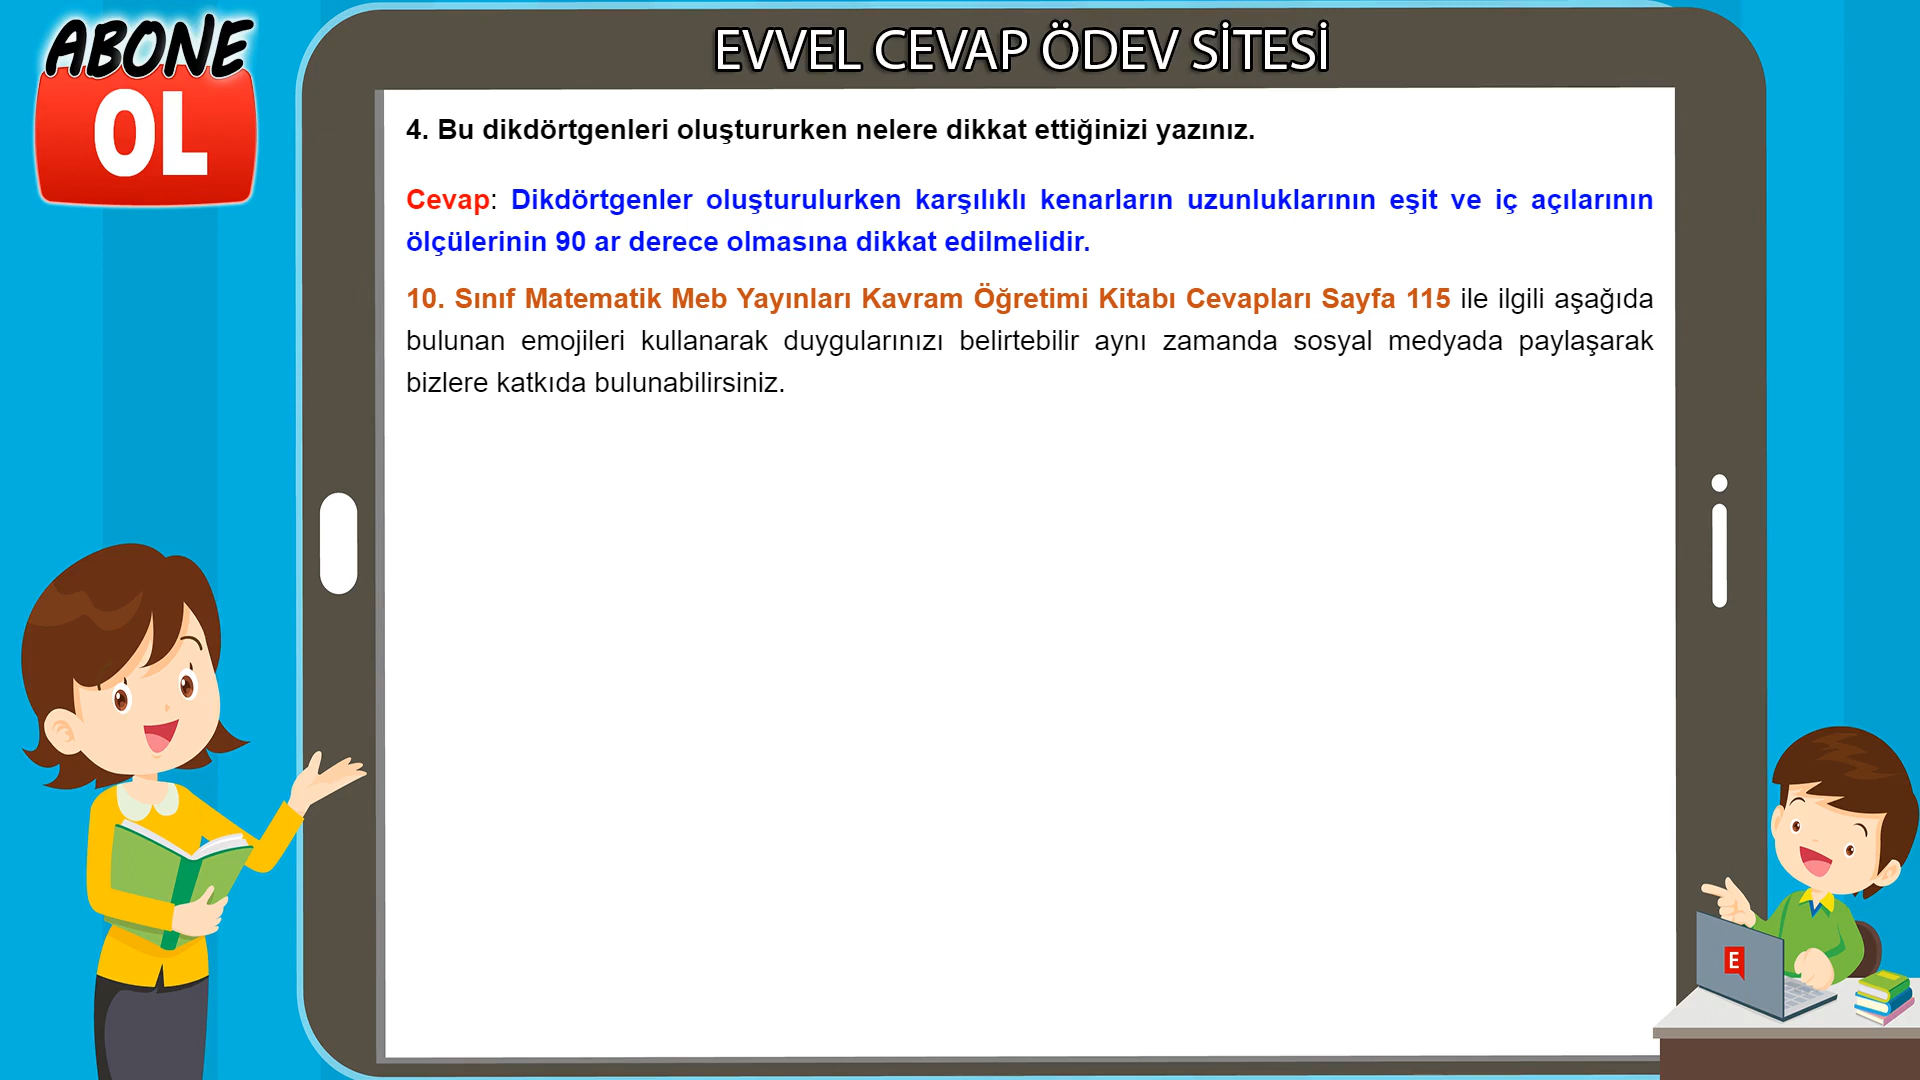 ABONE
OL
EVVEL CEVAP ÖDEV SİTESİ
4. Bu dikdörtgenleri oluştururken nelere dikkat ettiğinizi yazınız.
Cevap: Dikdörtgenler oluşturulurken karşılıklı kenarların uzunluklarının eşit ve iç açılarının
ölçülerinin 90 ar derece olmasına dikkat edilmelidir.
10. Sınıf Matematik Meb Yayınları Kavram Öğretimi Kitabı Cevapları Sayfa 115 ile ilgili aşağıda
bulunan emojileri kullanarak duygularınızı belirtebilir aynı zamanda sosyal medyada paylaşarak
bizlere katkıda bulunabilirsiniz.
E